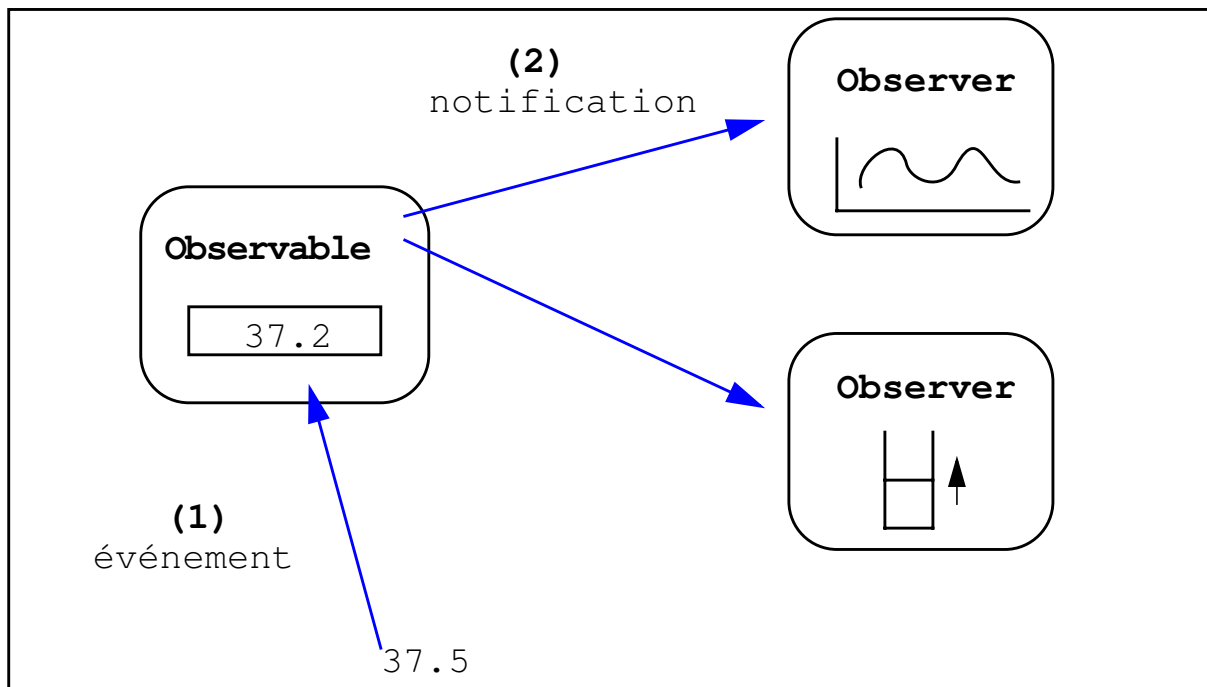 (2)
notification
Observer
Observable
37.2
Observer
(1)
événement
37.5